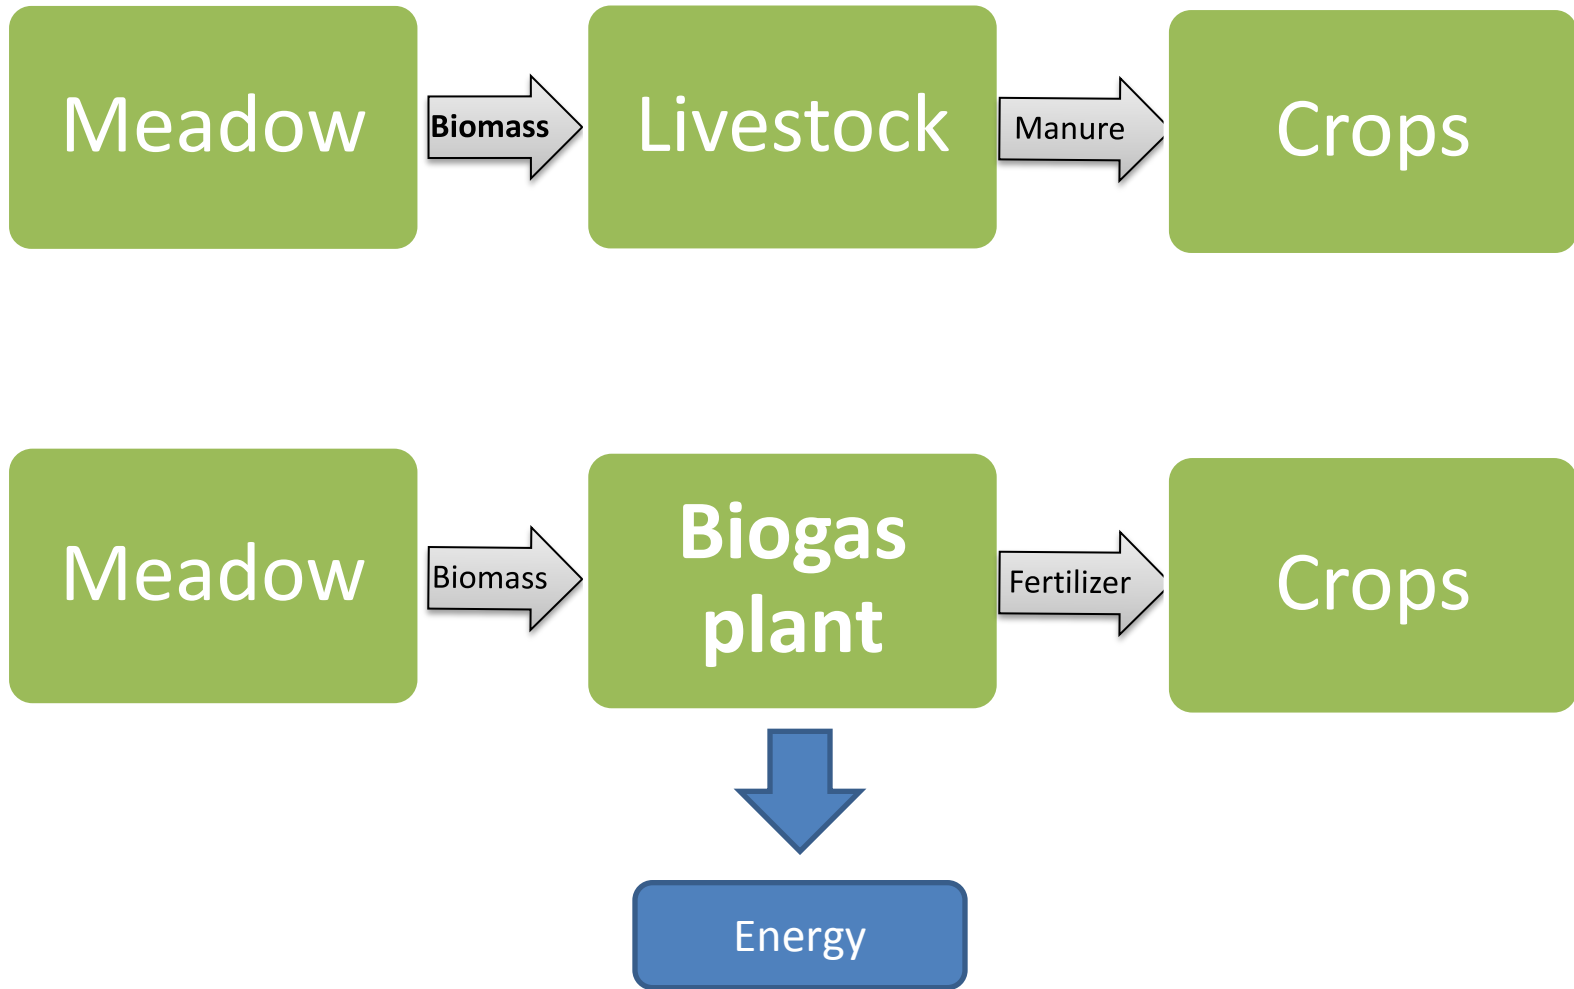 Meadow
Biomass
Livestock
Manure
Crops
Meadow
Biomass
Biogas
plant
Fertilizer
Crops
Energy